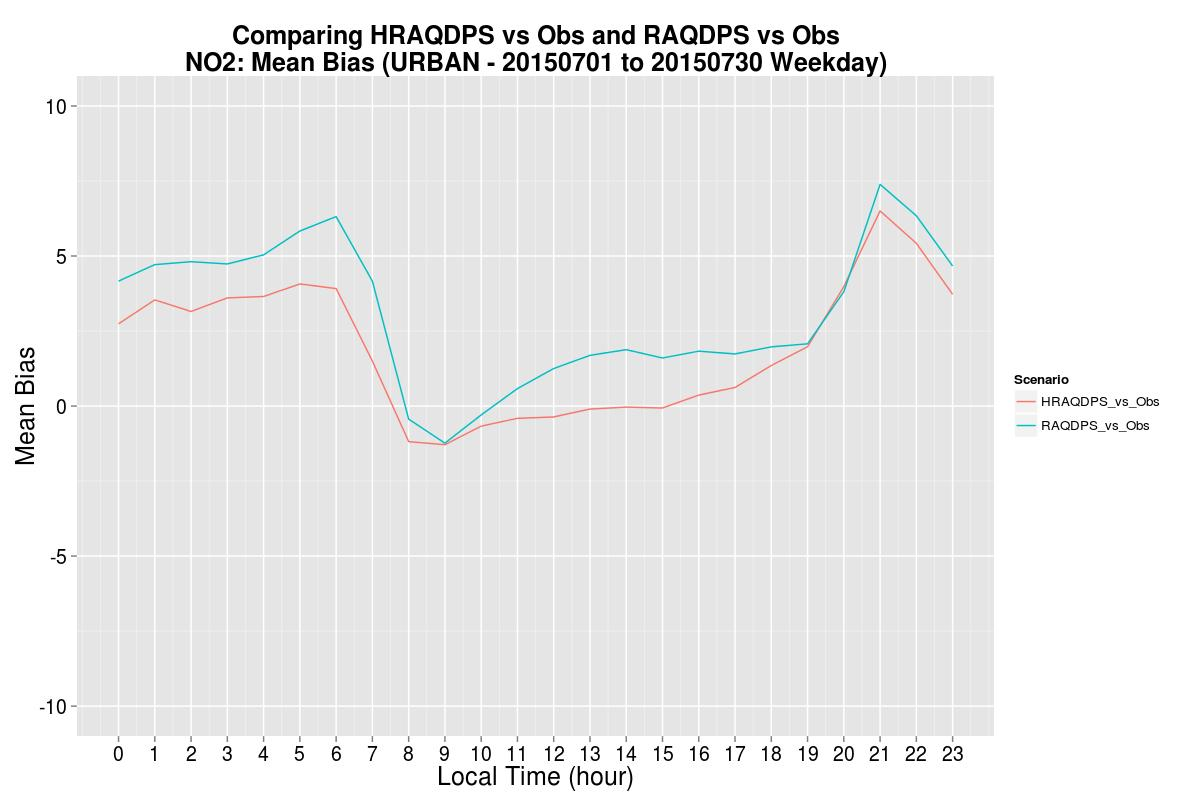 Comparing HRAQDPS vs Obs and RAQDPS vs Obs
NO2: Mean Bias (URBAN - 20150701 to 20150730 Weekday)
10
5
0
-5
-10
Mean Bias
0 1 2 3 4 5 6 7 8 9 10 11 12 13 14 15 16 17 18 19 20 21 22 23
Local Time (hour)
Scenario
HRAQDPS_vs_Obs
RAQDPS_vs_Obs